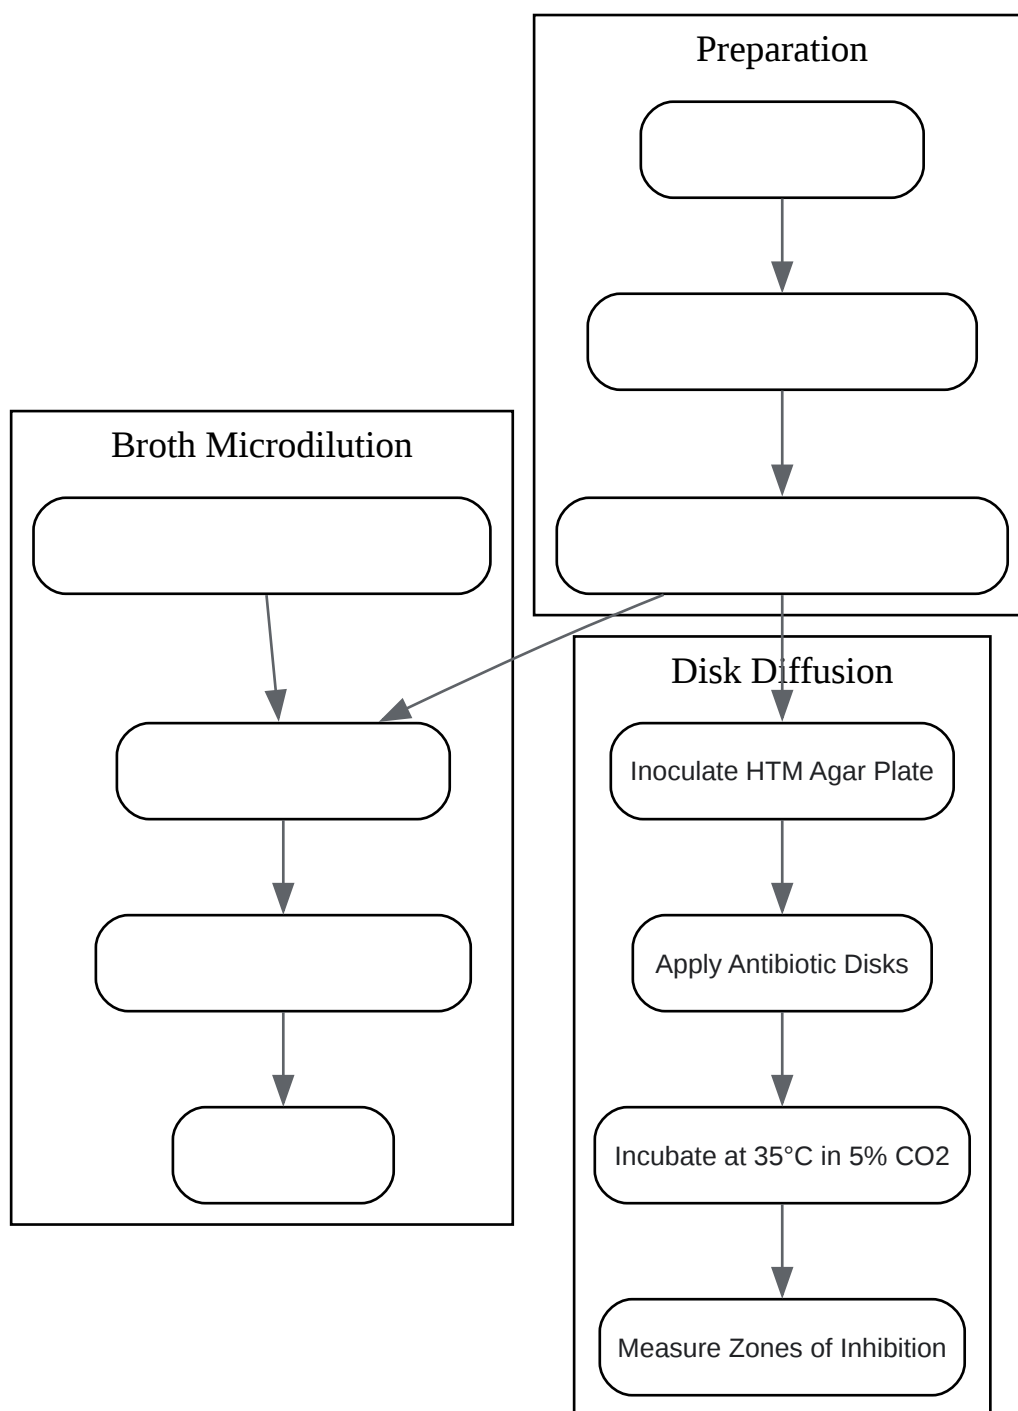 Preparation
Broth Microdilution
Disk Diffusion
Inoculate HTM Agar Plate
Apply Antibiotic Disks
Incubate at 35°C in 5% CO2
Measure Zones of Inhibition